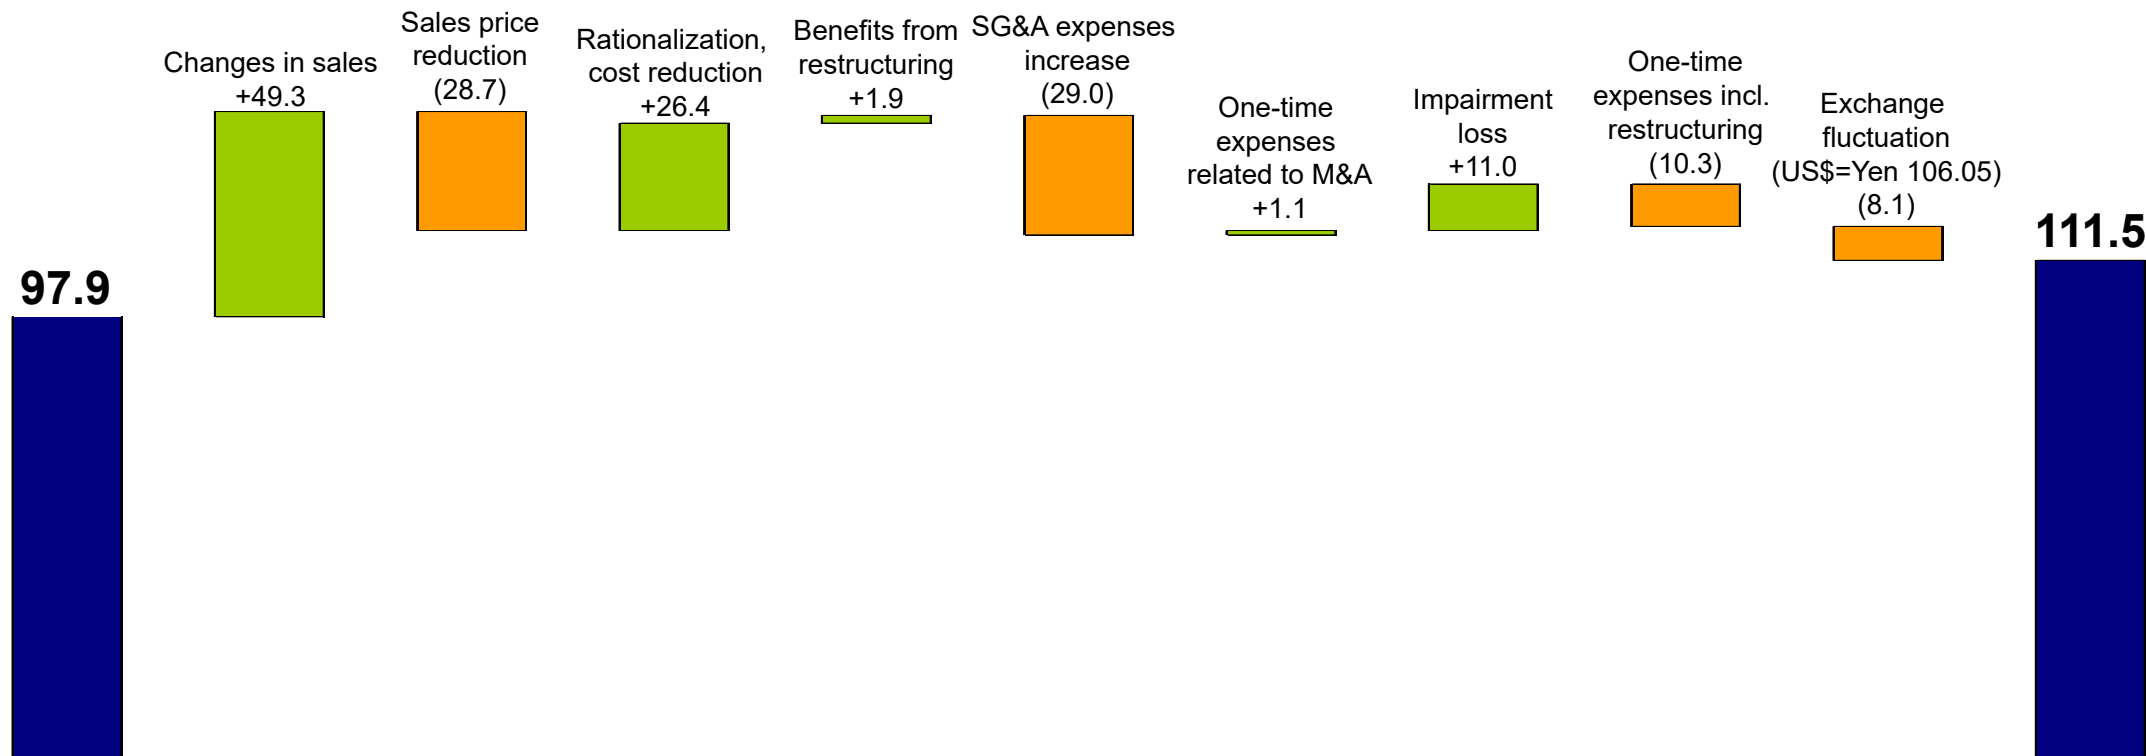 97.9
Changes in sales
+49.3
Sales price
reduction
(28.7)
Rationalization,
cost reduction
+26.4
Benefits from
restructuring
+1.9
SG&A expenses
increase
(29.0)
One-time
expenses
related to M&A
+1.1
Impairment
loss
+11.0
One-time
expenses incl.
restructuring
(10.3)
Exchange
fluctuation
(US$=Yen 106.05)
(8.1)
111.5